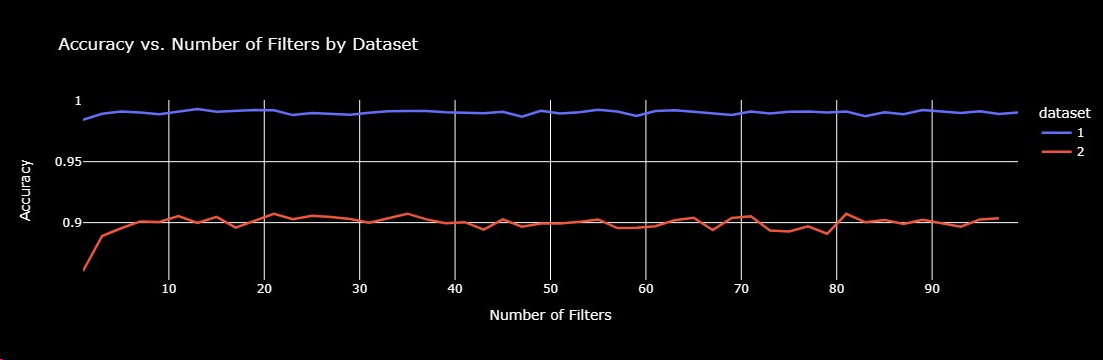 Accuracy vs. Number of Filters by Dataset
1
0.95
0.9
Accuracy
10 20 30 40 50 60 70 80 90
Number of Filters
dataset
1
2